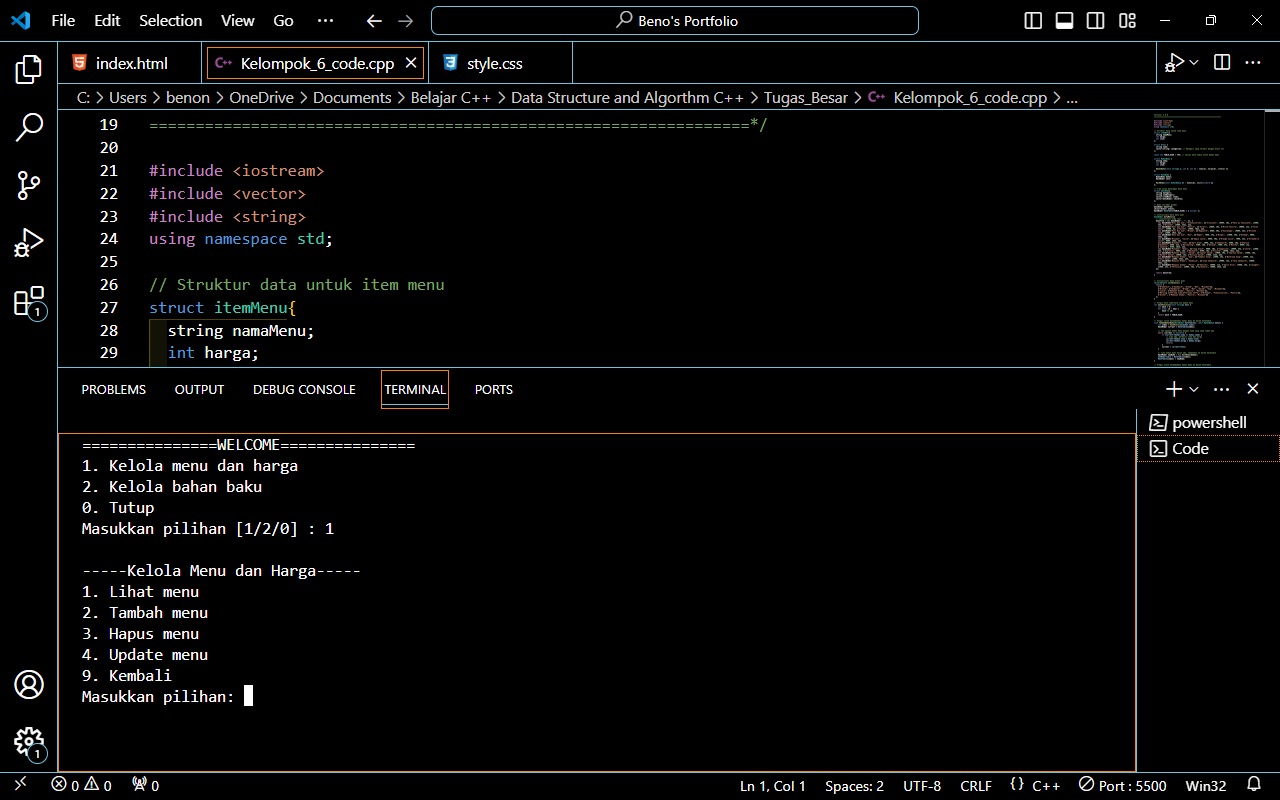 File Edit Selection View Go ··· Beno's Portfolio
index.html C++ Kelompok_6_code.cpp style.css
C: > Users > benon > OneDrive > Documents > Belajar C++ > Data Structure and Algorthm C++ > Tugas_Besar > C++ Kelompok_6_code.cpp > ...
19 =================================================================*/
20
21 #include <iostream>
22 #include <vector>
23 #include <string>
24 using namespace std;
25
26 // Struktur data untuk item menu
27 struct itemMenu{
28 string namaMenu;
29 int harga;
PROBLEMS OUTPUT DEBUG CONSOLE TERMINAL PORTS
powershell
Code
===============WELCOME===============
1. Kelola menu dan harga
2. Kelola bahan baku
0. Tutup
Masukkan pilihan [1/2/0] : 1
-----Kelola Menu dan Harga-----
1. Lihat menu
2. Tambah menu
3. Hapus menu
4. Update menu
9. Kembali
Masukkan pilihan:
1
1
0 0 0 Ln 1, Col 1 Spaces: 2 UTF-8 CRLF {} C++ Port : 5500 Win32